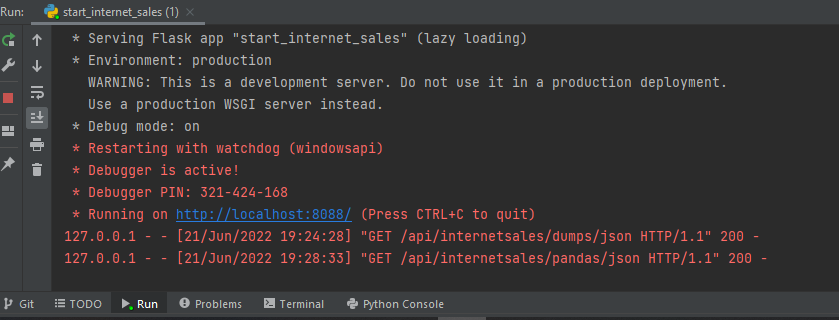 Run: start_internet_sales (1)
* Serving Flask app "start_internet_sales" (lazy loading)
* Environment: production
WARNING: This is a development server. Do not use it in a production deployment.
Use a production WSGI server instead.
* Debug mode: on
* Restarting with watchdog (windowsapi)
* Debugger is active!
* Debugger PIN: 321-424-168
* Running on http://localhost:8088/ (Press CTRL+C to quit)
127.0.0.1 - - [21/Jun/2022 19:24:28] "GET /api/internetsales/dumps/json HTTP/1.1" 200 -
127.0.0.1 - - [21/Jun/2022 19:28:33] "GET /api/internetsales/pandas/json HTTP/1.1" 200 -
Git TODO Run Problems Terminal Python Console